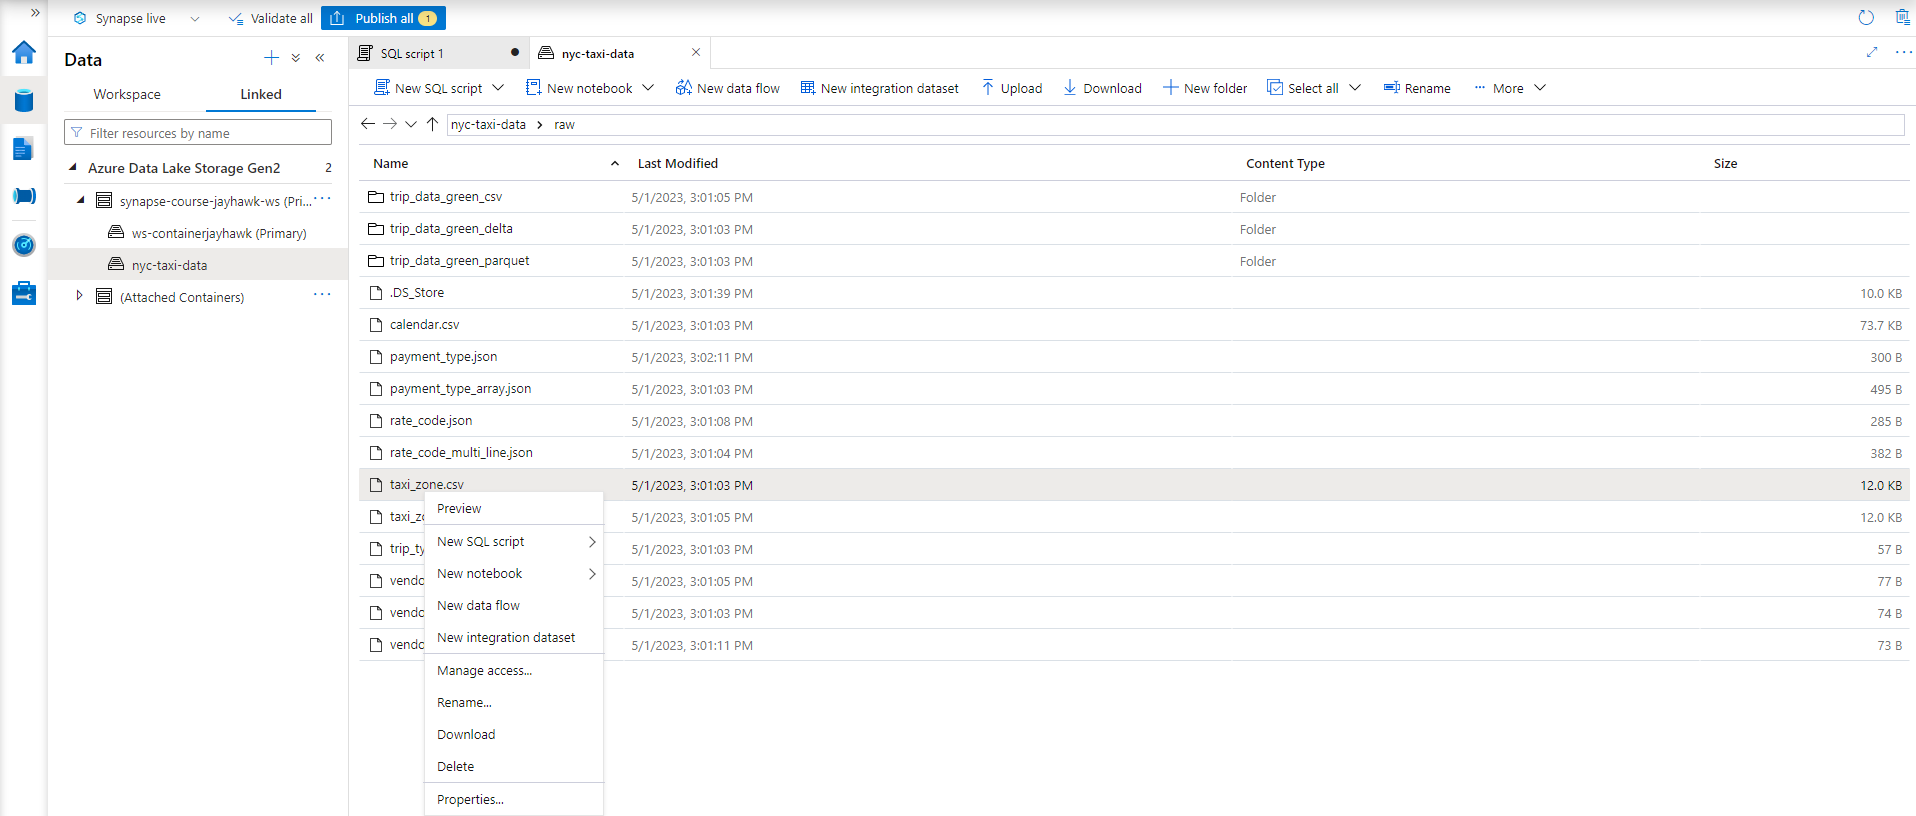 Synapse live
Validate all
Publish all 1
Data
Workspace
Linked
Filter resources by name
Azure Data Lake Storage Gen2 2
synapse-course-jayhawk-ws (Pri...
ws-containerjayhawk (Primary)
nyc-taxi-data
(Attached Containers)
SQL script 1
nyc-taxi-data
New SQL script New notebook New data flow New integration dataset Upload Download New folder Select all Rename More
nyc-taxi-data > raw
Name Last Modified Content Type Size
trip_data_green_csv 5/1/2023, 3:01:05 PM Folder
trip_data_green_delta 5/1/2023, 3:01:03 PM Folder
trip_data_green_parquet 5/1/2023, 3:01:03 PM Folder
.DS_Store 5/1/2023, 3:01:39 PM 10.0 KB
calendar.csv 5/1/2023, 3:01:03 PM 73.7 KB
payment_type.json 5/1/2023, 3:02:11 PM 300 B
payment_type_array.json 5/1/2023, 3:01:03 PM 495 B
rate_code.json 5/1/2023, 3:01:08 PM 285 B
rate_code_multi_line.json 5/1/2023, 3:01:04 PM 382 B
taxi_zone.csv 5/1/2023, 3:01:03 PM 12.0 KB
taxi_zo 5/1/2023, 3:01:05 PM 12.0 KB
trip_ty 5/1/2023, 3:01:03 PM 57 B
vendo 5/1/2023, 3:01:05 PM 77 B
vendo 5/1/2023, 3:01:03 PM 74 B
vendo 5/1/2023, 3:01:11 PM 73 B
Preview
New SQL script
New notebook
New data flow
New integration dataset
Manage access...
Rename...
Download
Delete
Properties...